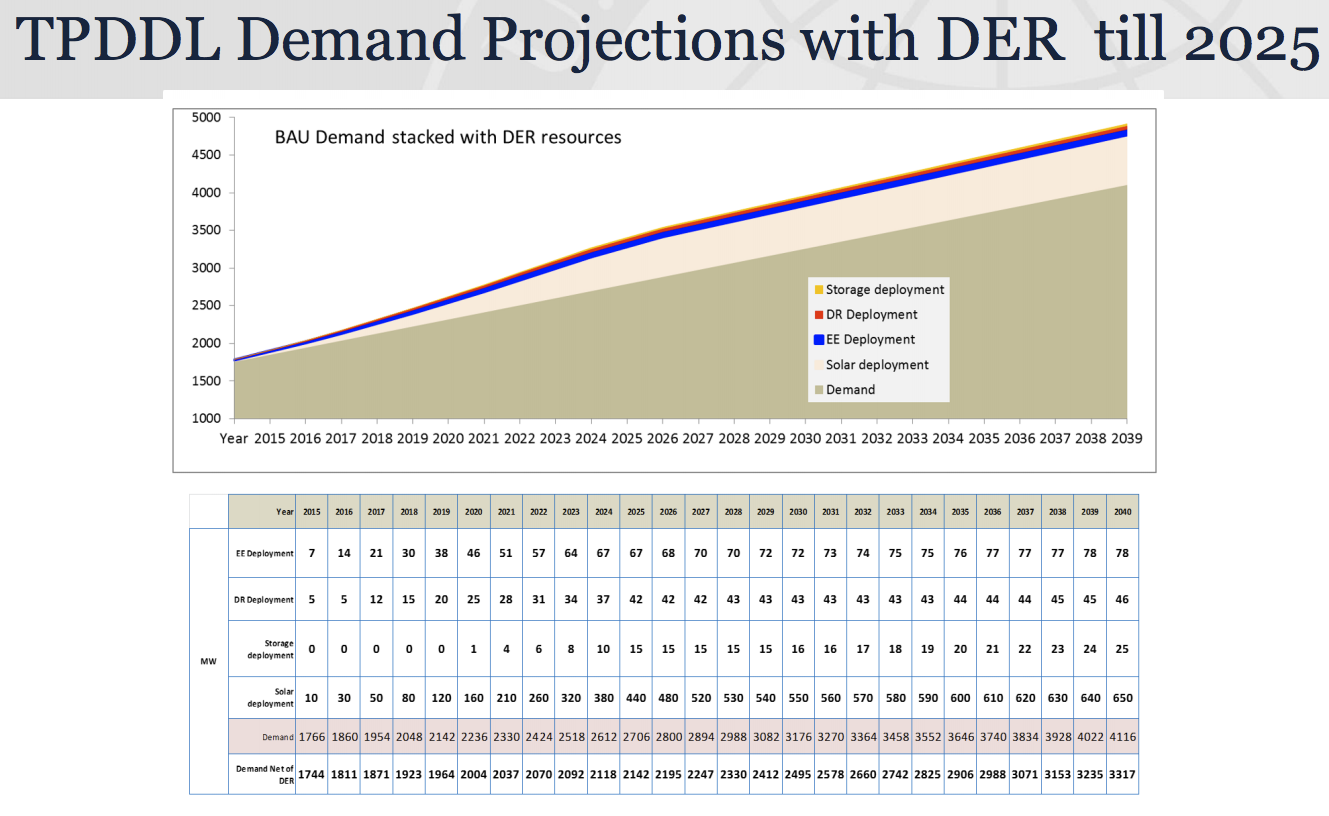 TPDDL Demand Projections with DER till 2025
5000
4500
4000
3500
3000
2500
2000
1500
1000
BAU Demand stacked with DER resources
Storage deployment
DR Deployment
EE Deployment
Solar deployment
Demand
Year 2015 2016 2017 2018 2019 2020 2021 2022 2023 2024 2025 2026 2027 2028 2029 2030 2031 2032 2033 2034 2035 2036 2037 2038 2039
Year 2015 2016 2017 2018 2019 2020 2021 2022 2023 2024 2025 2026 2027 2028 2029 2030 2031 2032 2033 2034 2035 2036 2037 2038 2039 2040
MW
EE Deployment 7 14 21 30 38 46 51 57 64 67 67 68 70 70 72 72 73 74 75 75 76 77 77 77 78 78
DR Deployment 5 5 12 15 20 25 28 31 34 37 42 42 42 43 43 43 43 43 43 43 44 44 44 45 45 46
Storage
deployment 0 0 0 0 0 1 4 6 8 10 15 15 15 15 15 16 16 17 18 19 20 21 22 23 24 25
Solar
deployment 10 30 50 80 120 160 210 260 320 380 440 480 520 530 540 550 560 570 580 590 600 610 620 630 640 650
Demand 1766 1860 1954 2048 2142 2236 2330 2424 2518 2612 2706 2800 2894 2988 3082 3176 3270 3364 3458 3552 3646 3740 3834 3928 4022 4116
Demand Net of
DER 1744 1811 1871 1923 1964 2004 2037 2070 2092 2118 2142 2195 2247 2330 2412 2495 2578 2660 2742 2825 2906 2988 3071 3153 3235 3317